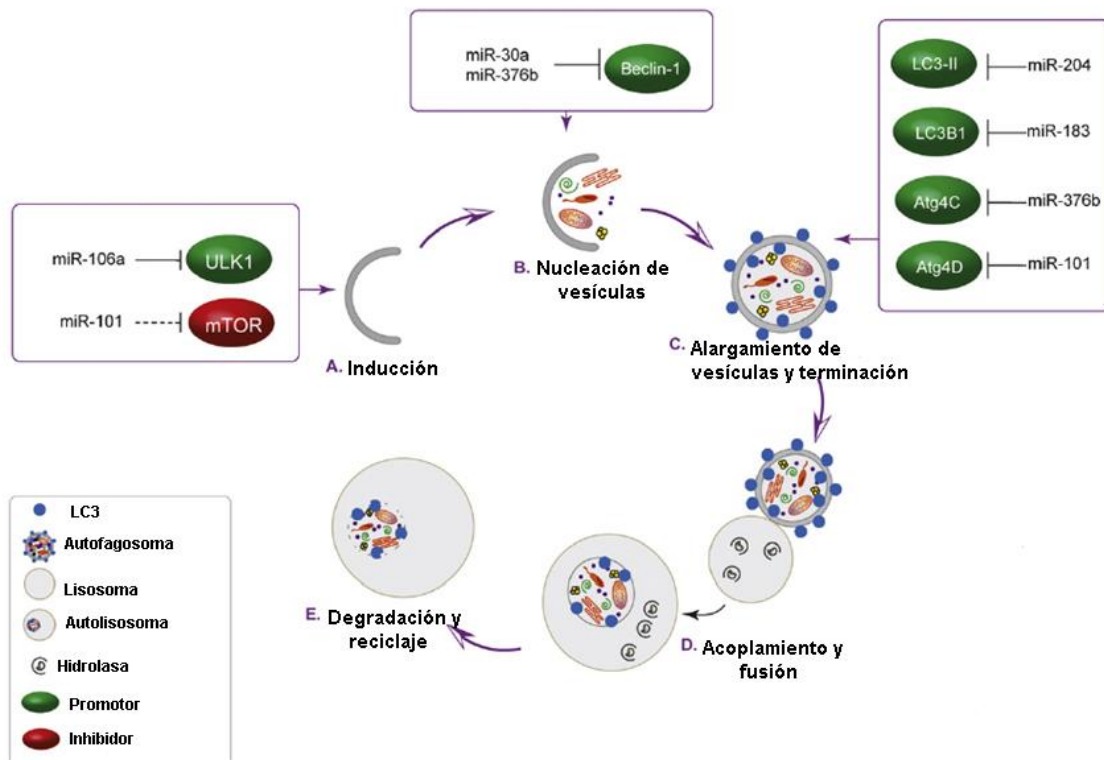 miR-30a
miR-376b
Beclin-1
LC3-II
miR-204
LC3B1
miR-183
Atg4C
miR-376b
Atg4D
miR-101
miR-106a
ULK1
miR-101
mTOR
A. Inducción
B. Nucleación de
vesículas
C. Alargamiento de
vesículas y terminación
D. Acoplamiento y
fusión
E. Degradación y
reciclaje
LC3
Autofagosoma
Lisosoma
Autolisosoma
Hidrolasa
Promotor
Inhibidor